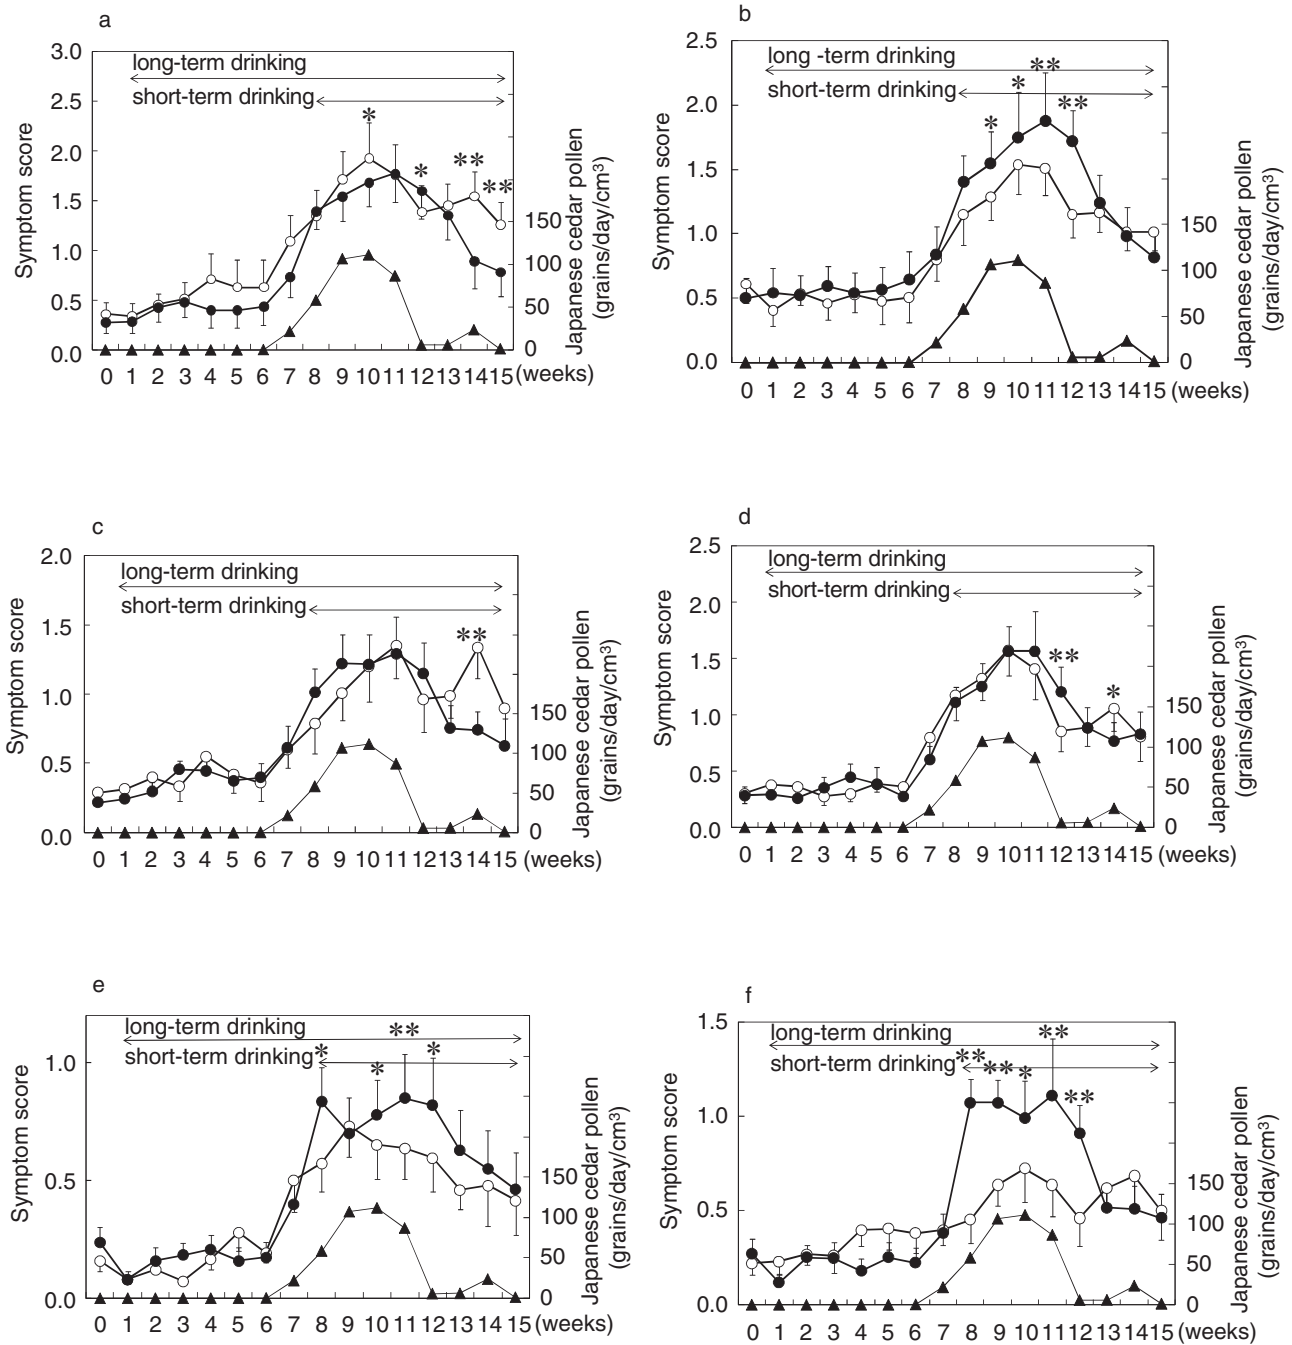 a
long-term drinking
short-term drinking
*
*
**
**
3.0
2.5
2.0
1.5
1.0
0.5
0.0
Symptom score
150
100
50
0
Japanese cedar pollen
(grains/day/cm³)
0 1 2 3 4 5 6 7 8 9 10 11 12 13 14 15 (weeks)
b
long -term drinking
short-term drinking
*
*
**
**
2.5
2.0
1.5
1.0
0.5
0.0
Symptom score
150
100
50
0
Japanese cedar pollen
(grains/day/cm³)
0 1 2 3 4 5 6 7 8 9 10 11 12 13 14 15 (weeks)
c
long-term drinking
short-term drinking
**
2.0
1.5
1.0
0.5
0.0
Symptom score
150
100
50
0
Japanese cedar pollen
(grains/day/cm³)
0 1 2 3 4 5 6 7 8 9 10 11 12 13 14 15 (weeks)
d
long-term drinking
short-term drinking
**
*
2.5
2.0
1.5
1.0
0.5
0.0
Symptom score
150
100
50
0
Japanese cedar pollen
(grains/day/cm³)
0 1 2 3 4 5 6 7 8 9 10 11 12 13 14 15 (weeks)
e
long-term drinking
short-term drinking
*
*
**
*
1.0
0.5
0.0
Symptom score
150
100
50
0
Japanese cedar pollen
(grains/day/cm³)
0 1 2 3 4 5 6 7 8 9 10 11 12 13 14 15 (weeks)
f
long-term drinking
short-term drinking
**
**
*
**
**
1.5
1.0
0.5
0.0
Symptom score
150
100
50
0
Japanese cedar pollen
(grains/day/cm³)
0 1 2 3 4 5 6 7 8 9 10 11 12 13 14 15 (weeks)